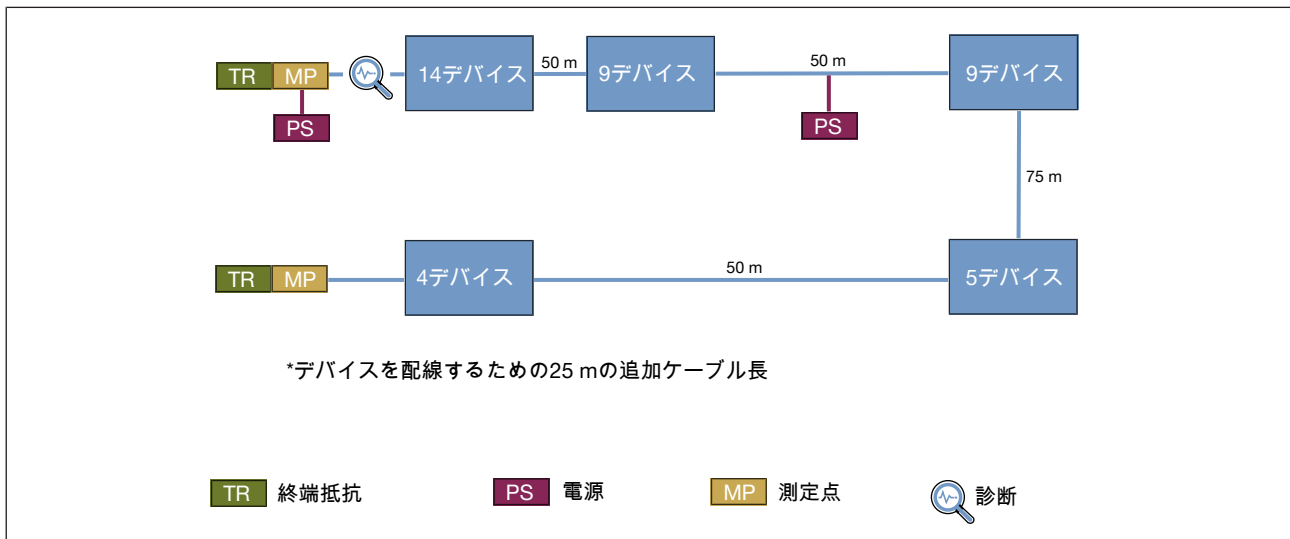 TR MP
14デバイス
50 m
9デバイス
50 m
9デバイス
PS
PS
75 m
TR MP
4デバイス
50 m
5デバイス
*デバイスを配線するための25 mの追加ケーブル長
TR 終端抵抗
PS 電源
MP 測定点
診断